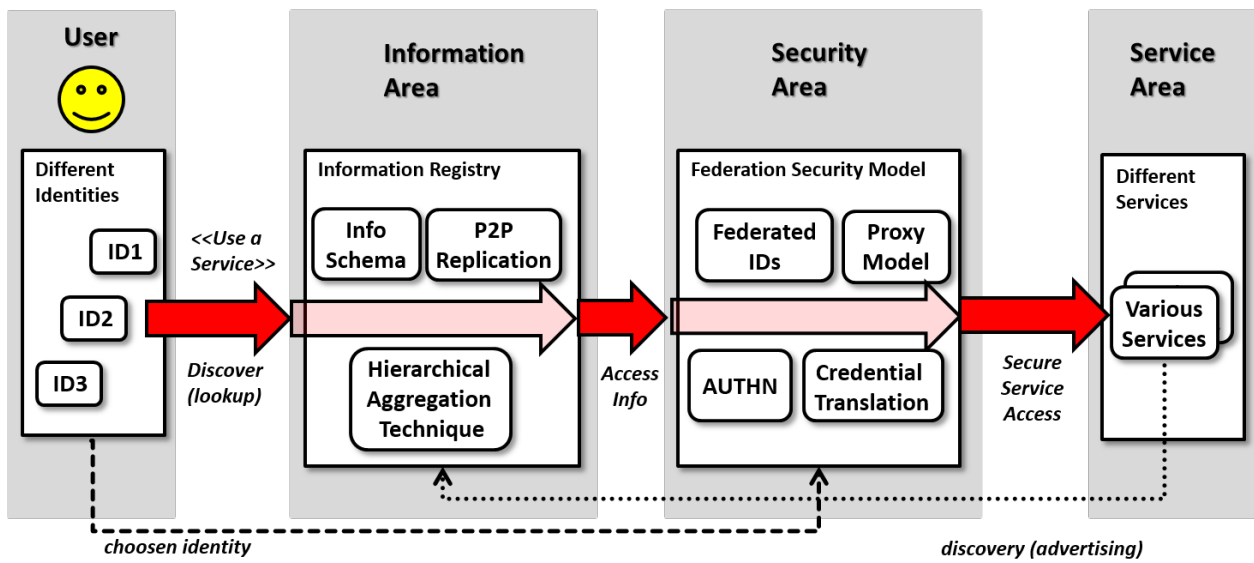 User
Information
Area
Security
Area
Service
Area
Different
Identities
ID1
ID2
ID3
<<Use a
Service>>
Discover
(lookup)
Information Registry
Info
Schema
P2P
Replication
Hierarchical
Aggregation
Technique
Access
Info
Federation Security Model
Federated
IDs
Proxy
Model
AUTHN
Credential
Translation
Secure
Service
Access
Different
Services
Various
Services
choosen identity
discovery (advertising)